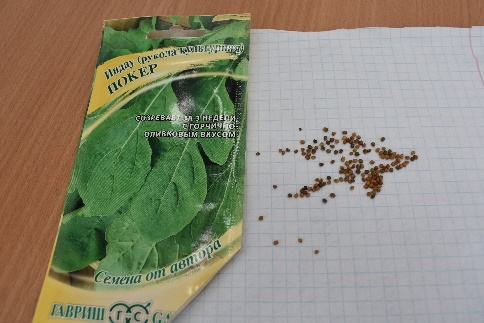 Индау (рукола культурная)
ПОКЕР
СОЗРЕВАЕТ ЗА 3 НЕДЕЛИ,
С ГОРЧИЧНО-
ОЛИВКОВЫМ ВКУСОМ
Семена от автора
ГАВРИШ